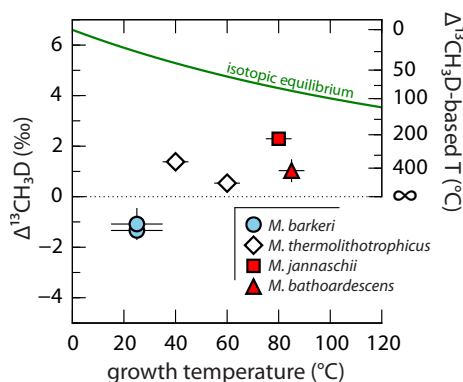 6
4
2
0
−2
−4
Δ¹³CH₃D (‰)
isotopic equilibrium
0
50
100
200
400
∞
Δ¹³CH₃D-based T (°C)
M. barkeri
M. thermolithotrophicus
M. jannaschii
M. bathoardescens
0 20 40 60 80 100 120
growth temperature (°C)